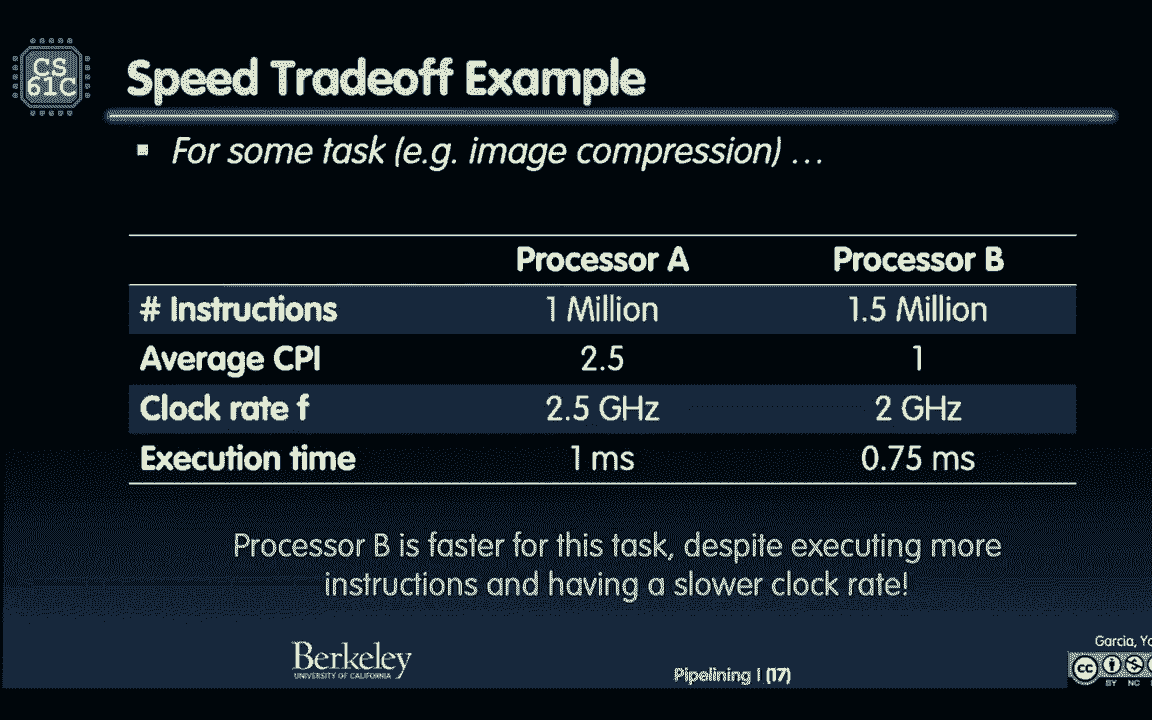 CS
61C
Speed Tradeoff Example
▪ For some task (e.g. image compression) …
Processor A Processor B
# Instructions 1 Million 1.5 Million
Average CPI 2.5 1
Clock rate f 2.5 GHz 2 GHz
Execution time 1 ms 0.75 ms
Processor B is faster for this task, despite executing more
instructions and having a slower clock rate!
Berkeley
UNIVERSITY OF CALIFORNIA
Pipelining I (17)
Garcia,
cc
BY NC